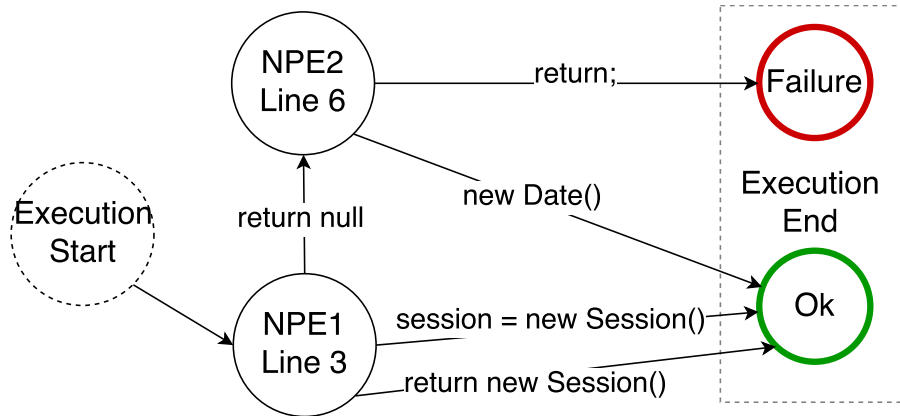 NPE2
Line 6
return;
Failure
Execution
Start
return null
new Date()
Execution
End
NPE1
Line 3
session = new Session()
Ok
return new Session()